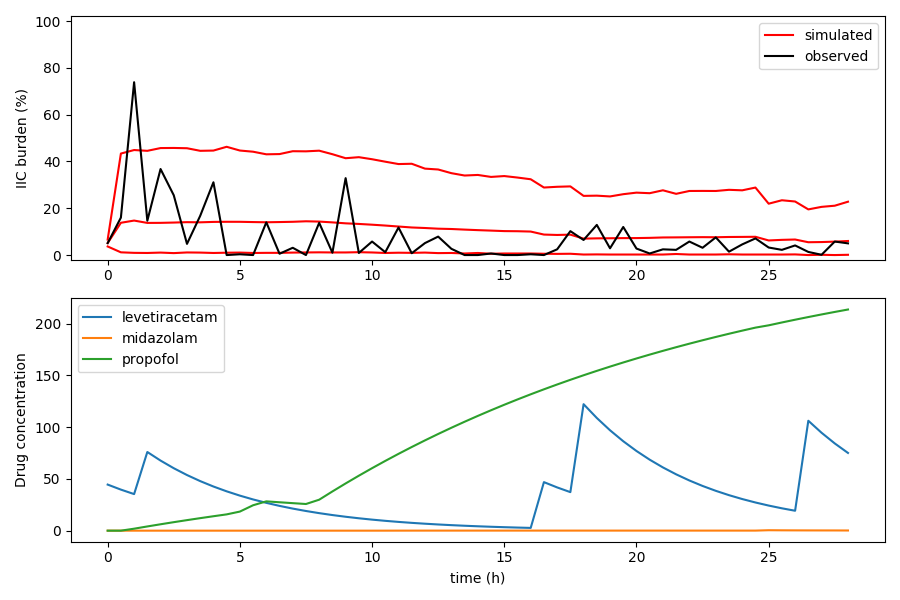 100
80
60
40
20
0
IIC burden (%)
simulated
observed
0 5 10 15 20 25
200
150
100
50
0
Drug concentration
levetiracetam
midazolam
propofol
0 5 10 15 20 25
time (h)